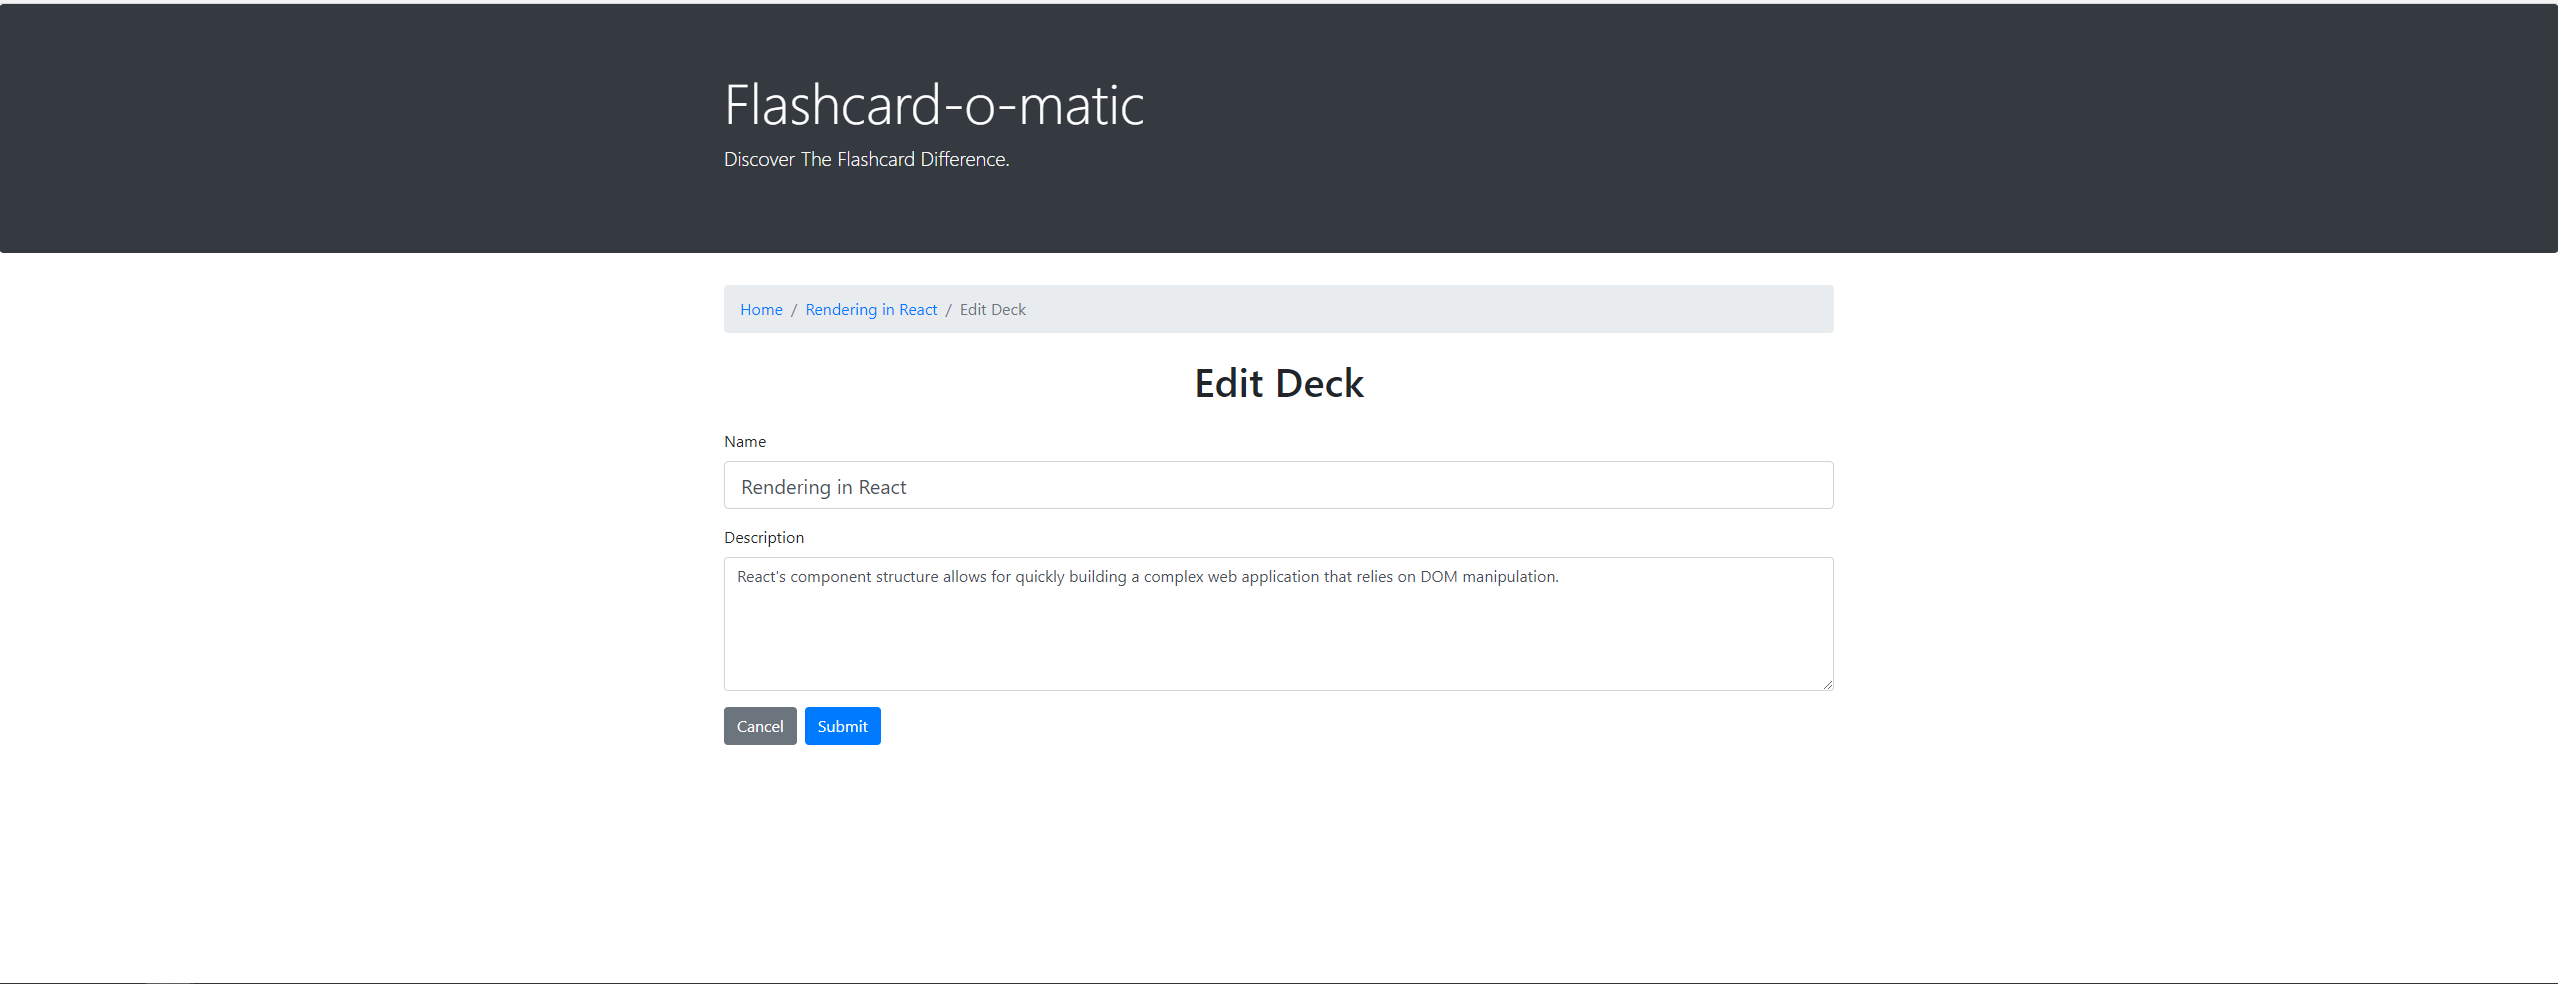 Flashcard-o-matic
Discover The Flashcard Difference.
Home / Rendering in React / Edit Deck
Edit Deck
Name
Rendering in React
Description
React's component structure allows for quickly building a complex web application that relies on DOM manipulation.
Cancel Submit